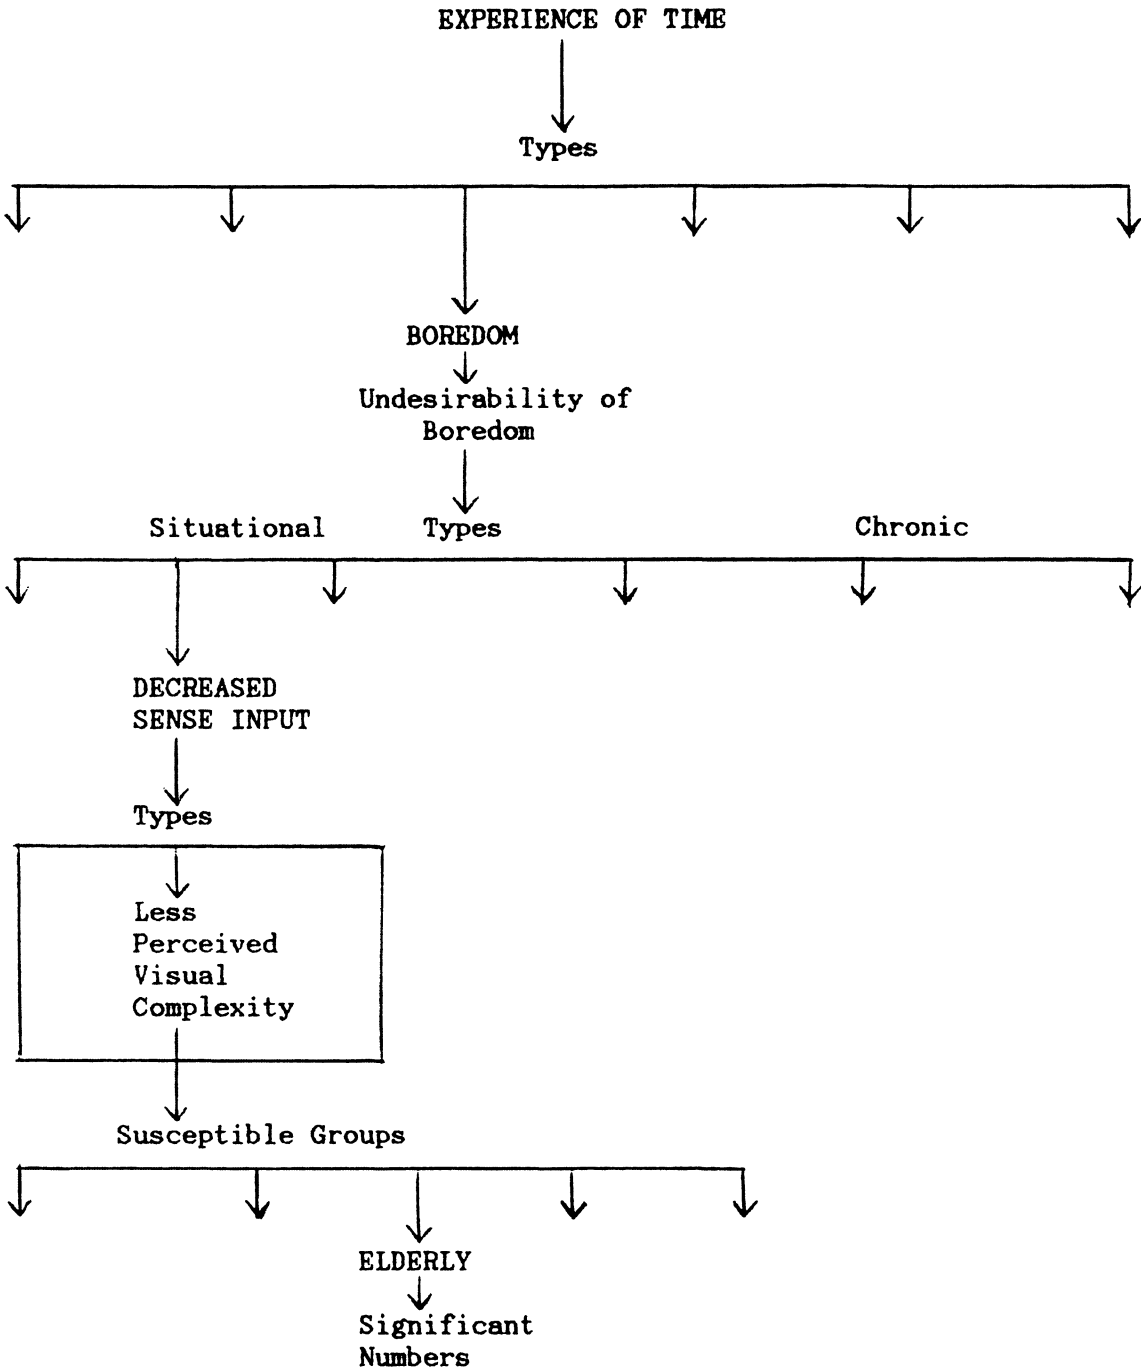 EXPERIENCE OF TIME
Types
BOREDOM
Undesirability of
Boredom
Situational Types Chronic
DECREASED
SENSE INPUT
Types
Less
Perceived
Visual
Complexity
Susceptible Groups
ELDERLY
Significant
Numbers